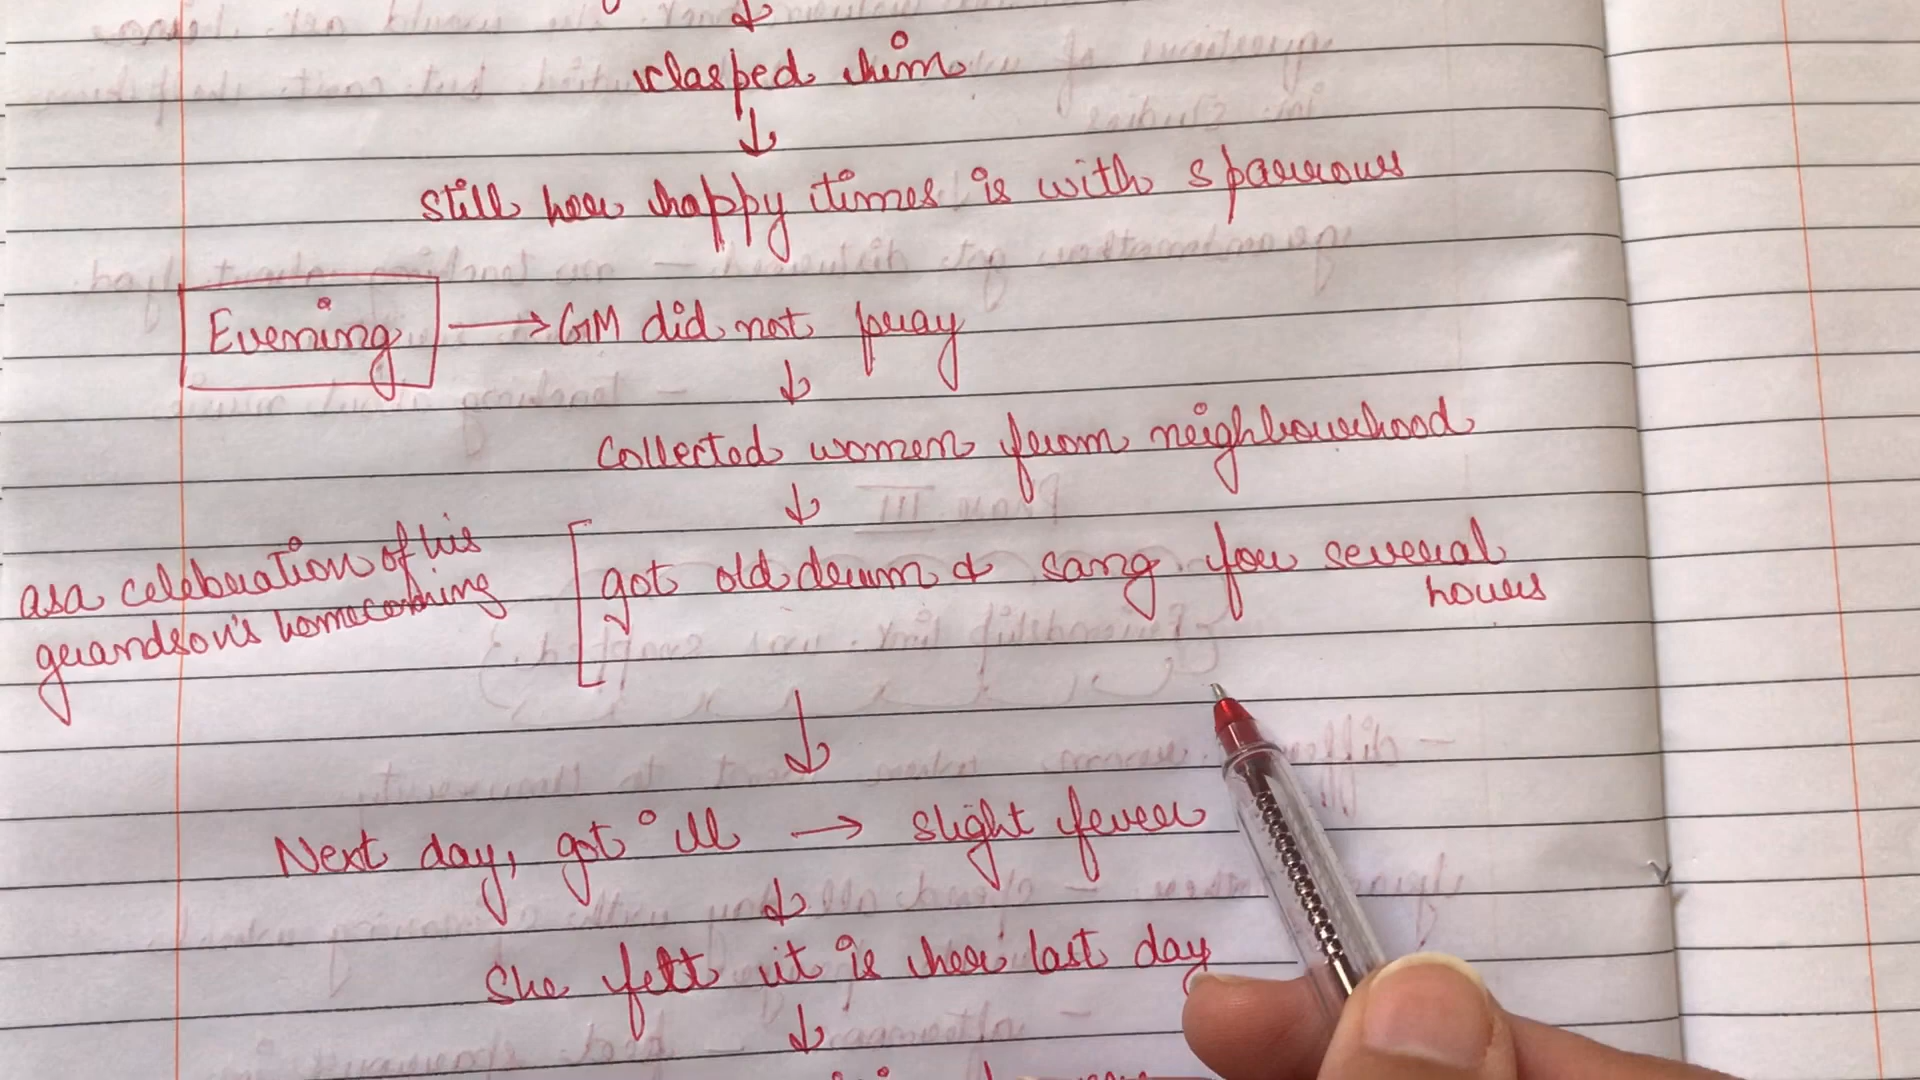 ↓
clasped him
↓
still her happy times is with sparrows
Evening → GM did not pray
↓
Collected women from neighbourhood
↓
got old drum & sang for several
hours
as a celebration of his
grandson's homecoming
↓
Next day, got ill → slight fever
↓
She felt it is her last day
↓